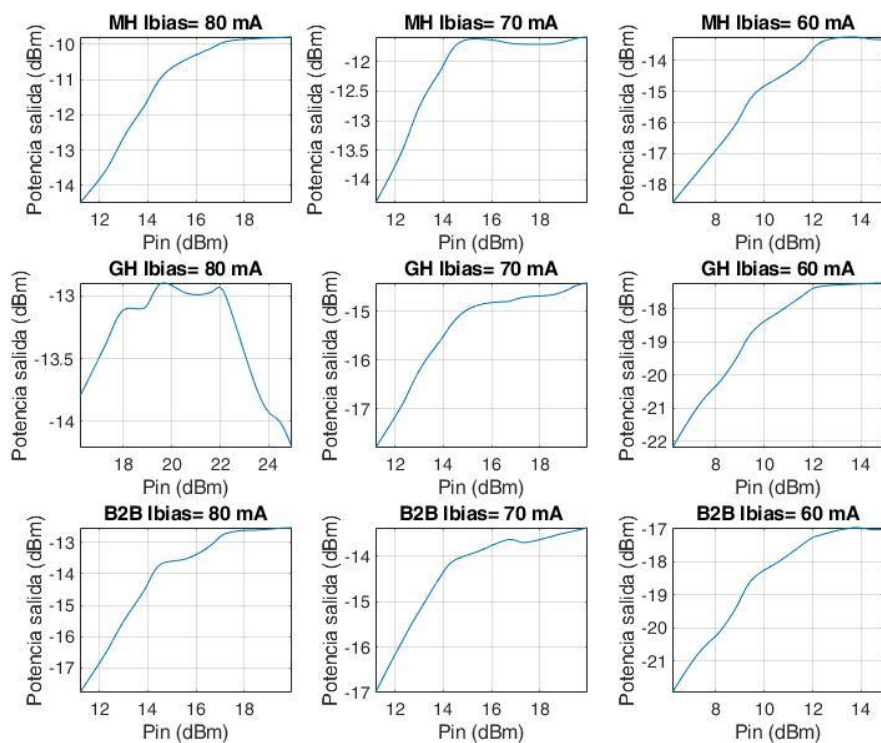 MH Ibias= 80 mA
Potencia salida (dBm)
-10
-11
-12
-13
-14
12 14 16 18
Pin (dBm)
MH Ibias= 70 mA
Potencia salida (dBm)
-12
-12.5
-13
-13.5
-14
12 14 16 18
Pin (dBm)
MH Ibias= 60 mA
Potencia salida (dBm)
-14
-15
-16
-17
-18
8 10 12 14
Pin (dBm)
GH Ibias= 80 mA
Potencia salida (dBm)
-13
-13.5
-14
18 20 22 24
Pin (dBm)
GH Ibias= 70 mA
Potencia salida (dBm)
-15
-16
-17
12 14 16 18
Pin (dBm)
GH Ibias= 60 mA
Potencia salida (dBm)
-18
-19
-20
-21
-22
8 10 12 14
Pin (dBm)
B2B Ibias= 80 mA
Potencia salida (dBm)
-13
-14
-15
-16
-17
12 14 16 18
Pin (dBm)
B2B Ibias= 70 mA
Potencia salida (dBm)
-14
-15
-16
-17
12 14 16 18
Pin (dBm)
B2B Ibias= 60 mA
Potencia salida (dBm)
-17
-18
-19
-20
-21
8 10 12 14
Pin (dBm)